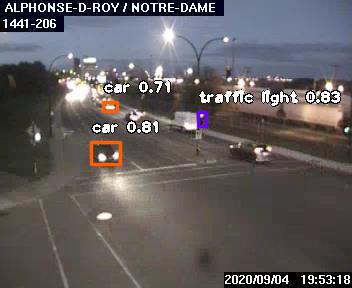 ALPHONSE-D-ROY / NOTRE-DAME
1441-206
car 0.71
traffic light 0.83
car 0.81
2020/09/04 19:53:18